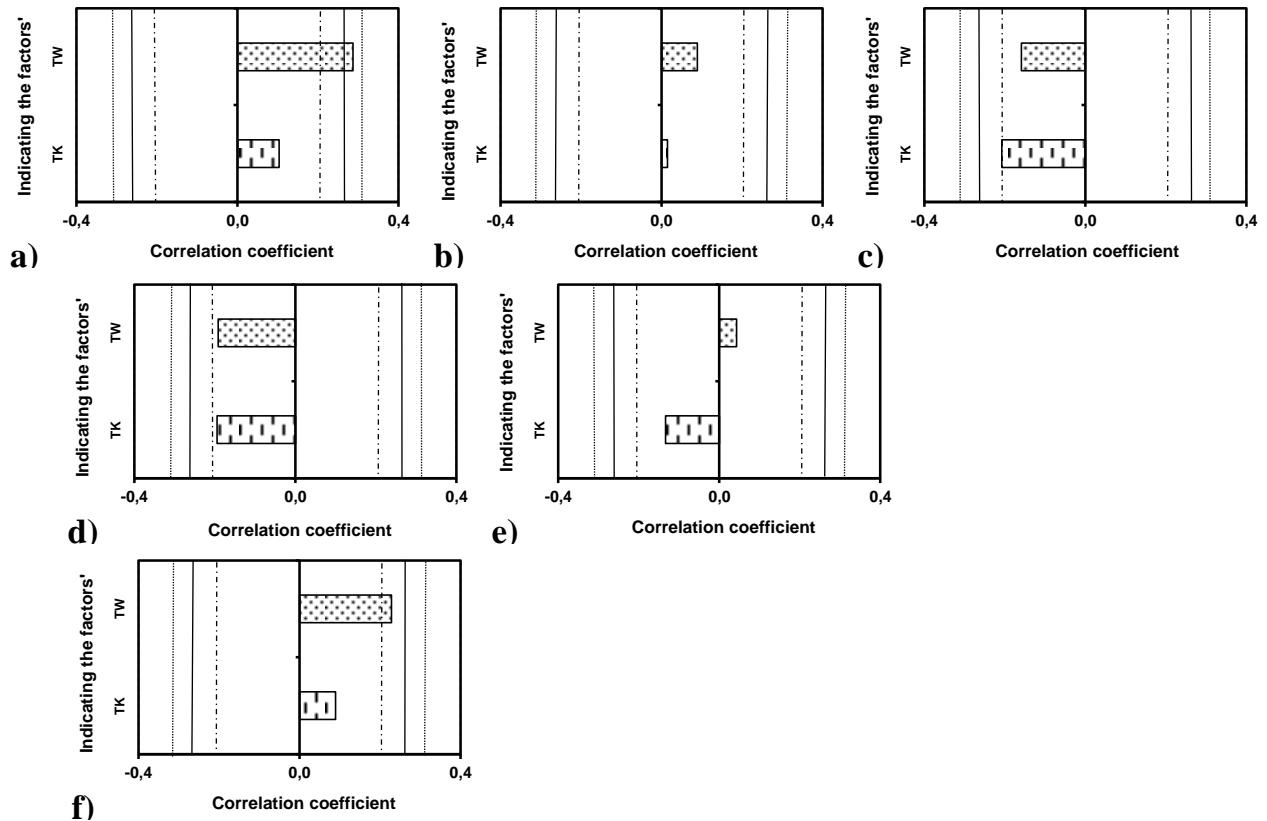 Indicating the factors'
TW
TK
-0,4 0,0 0,4
Correlation coefficient
a)
Indicating the factors'
TW
TK
-0,4 0,0 0,4
Correlation coefficient
b)
Indicating the factors'
TW
TK
-0,4 0,0 0,4
Correlation coefficient
c)
Indicating the factors'
TW
TK
-0,4 0,0 0,4
Correlation coefficient
d)
Indicating the factors'
TW
TK
-0,4 0,0 0,4
Correlation coefficient
e)
Indicating the factors'
TW
TK
-0,4 0,0 0,4
Correlation coefficient
f)